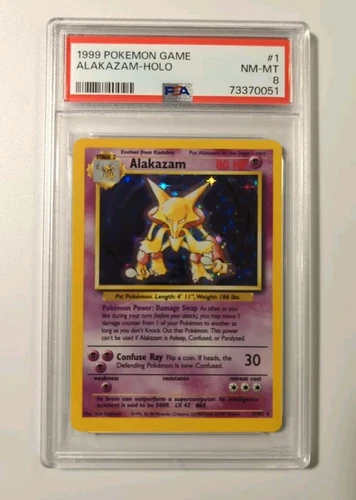 1999 POKEMON GAME #1
ALAKAZAM-HOLO NM-MT
8
PSA 73370051
Evolves from Kadabra Put Alakazam on the Stage 1 card
STAGE 2
Alakazam 80 HP
Psi Pokémon. Length: 4' 11", Weight: 106 lbs.
Pokémon Power: Damage Swap As often as you
like during your turn (before your attack), you may move 1
damage counter from 1 of your Pokémon to another as
long as you don't Knock Out that Pokémon. This power
can't be used if Alakazam is Asleep, Confused, or Paralyzed.
Confuse Ray Flip a coin. If heads, the
Defending Pokémon is now Confused. 30
weakness resistance retreat cost
Its brain can outperform a supercomputer. Its intelligence
quotient is said to be 5000. LV. 42 #65